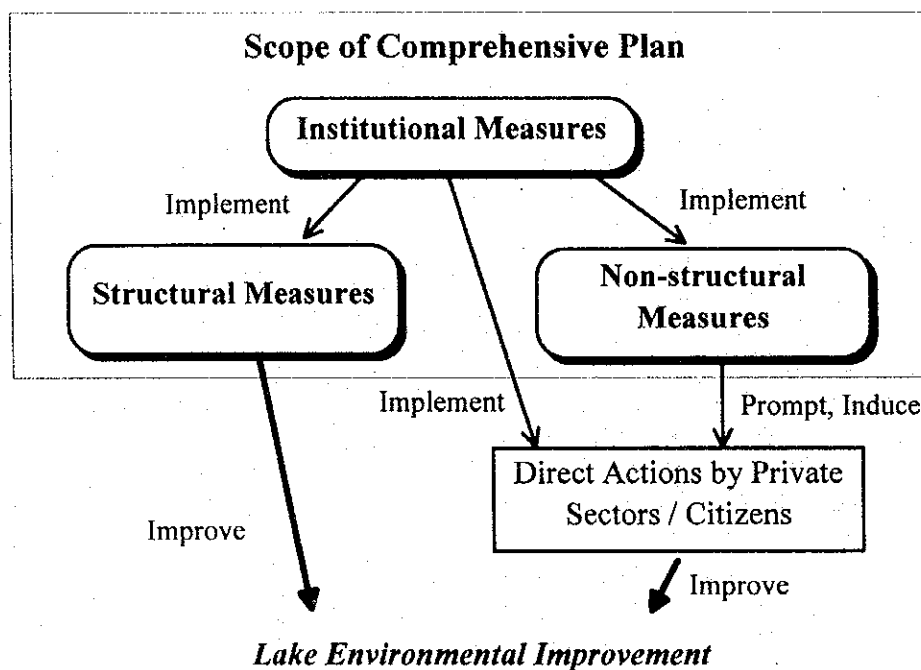 Scope of Comprehensive Plan
Institutional Measures
Implement
Implement
Structural Measures
Non-structural
Measures
Implement
Prompt, Induce
Direct Actions by Private
Sectors / Citizens
Improve
Improve
Lake Environmental Improvement